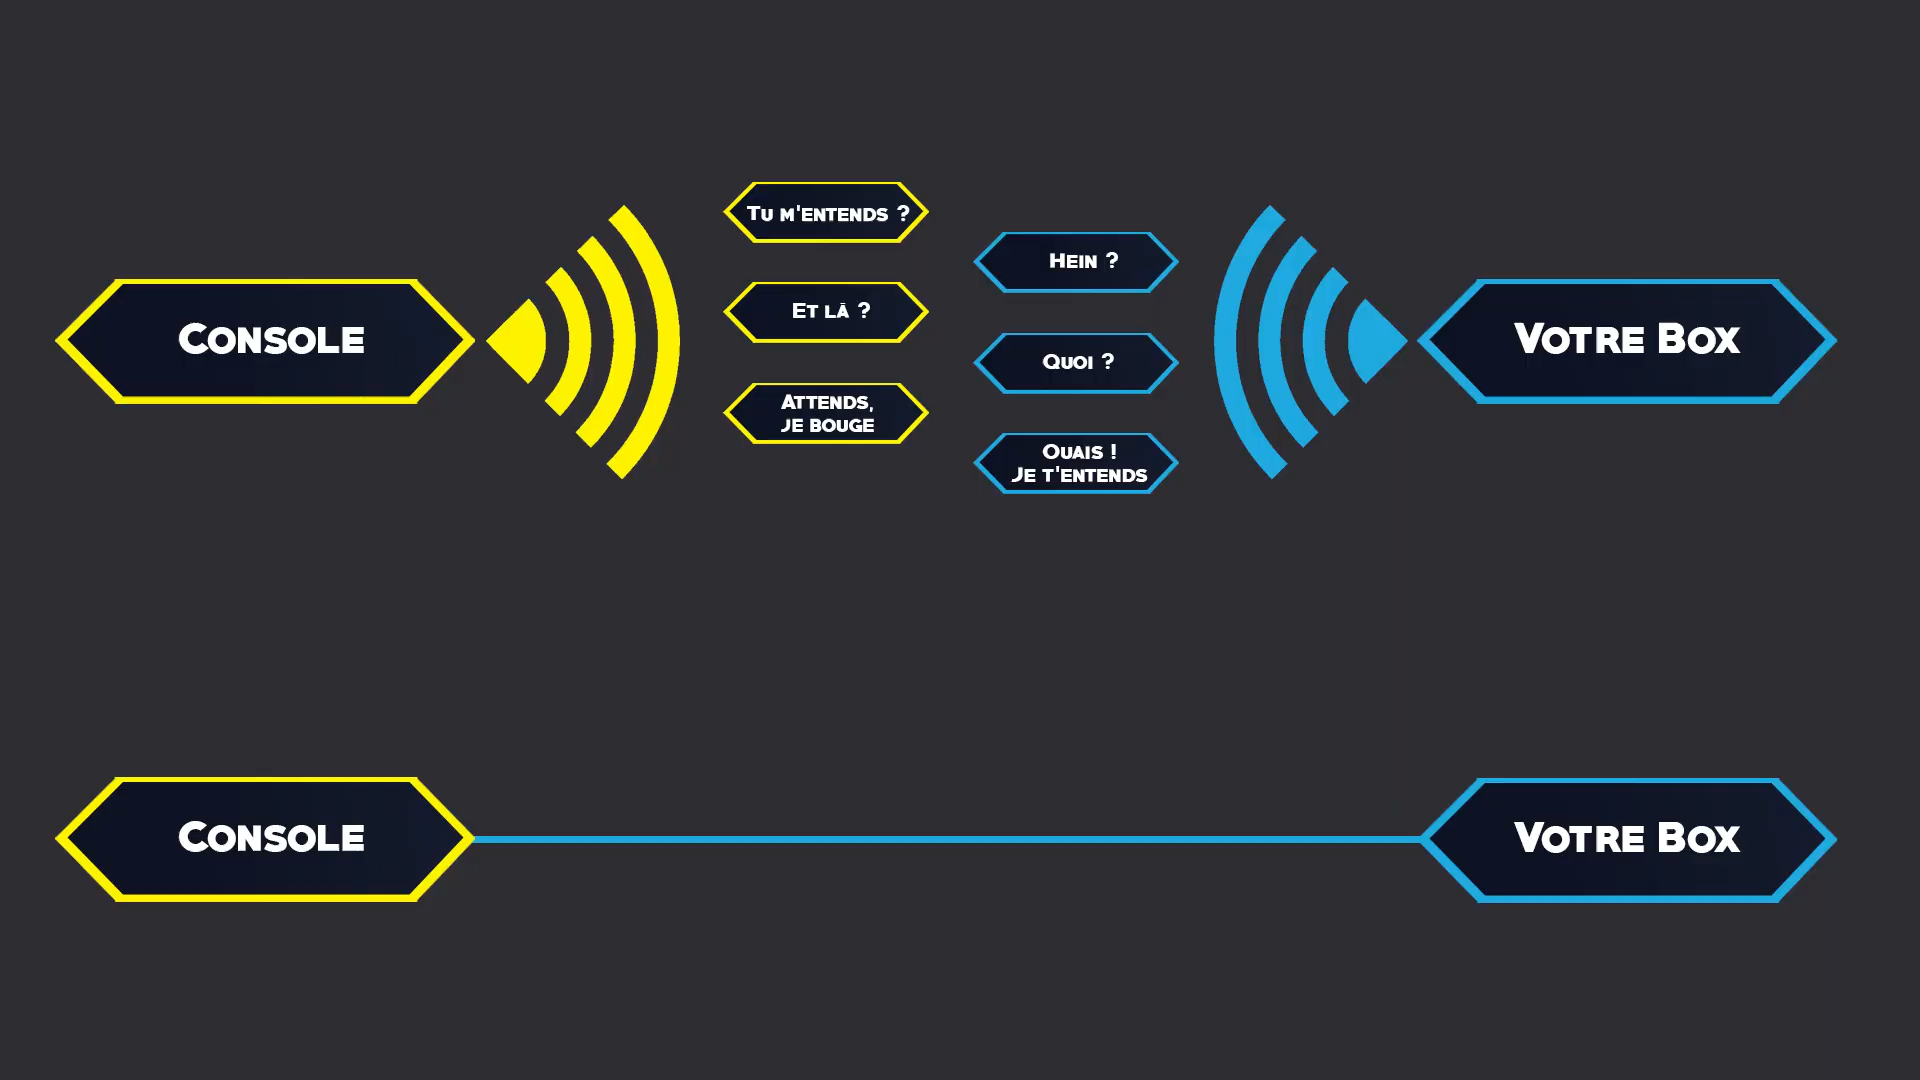 Console
Tu m'entends ?
Hein ?
Et là ?
Quoi ?
Attends,
je bouge
Ouais !
Je t'entends
Votre Box
Console
Votre Box